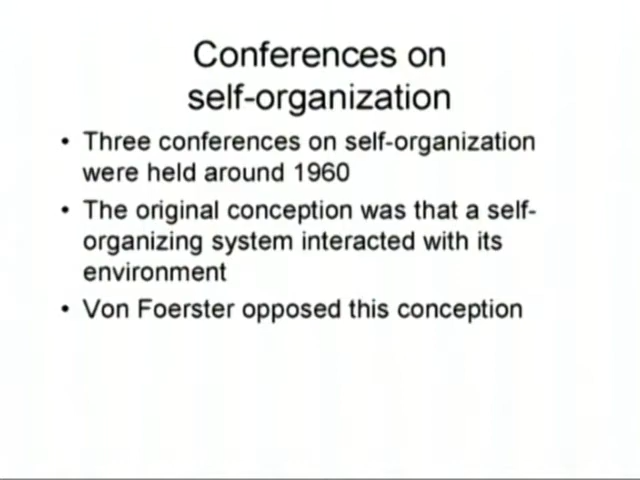 Conferences on
self-organization
• Three conferences on self-organization
were held around 1960
• The original conception was that a self-
organizing system interacted with its
environment
• Von Foerster opposed this conception